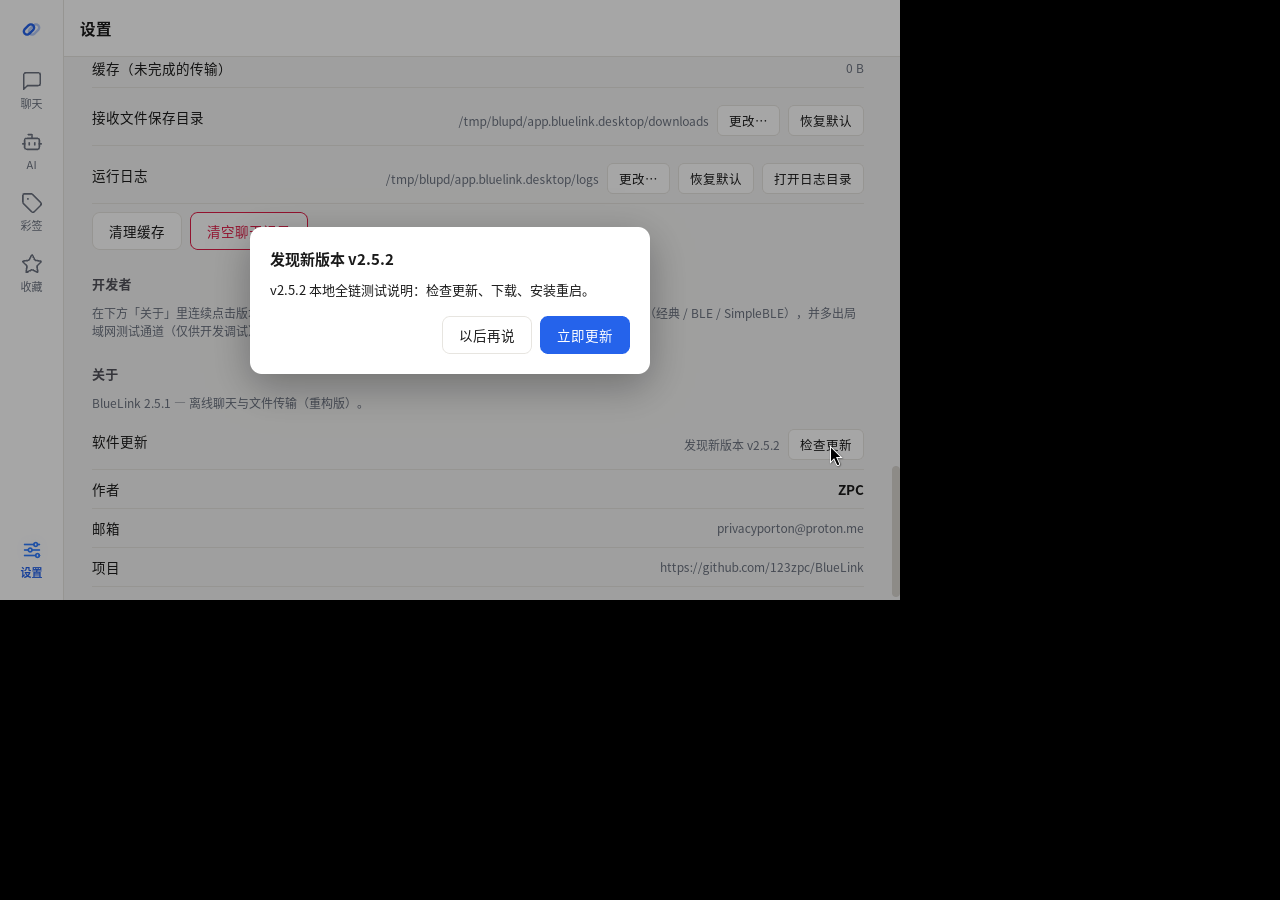 设置
聊天
AI
彩签
收藏
设置
缓存（未完成的传输）
0 B
接收文件保存目录
/tmp/blupd/app.bluelink.desktop/downloads
更改…
恢复默认
运行日志
/tmp/blupd/app.bluelink.desktop/logs
更改…
恢复默认
打开日志目录
清理缓存
清空聊
开发者
在下方「关于」里连续点击版
（经典 / BLE / SimpleBLE），并多出局
域网测试通道（仅供开发调试
发现新版本 v2.5.2
v2.5.2 本地全链测试说明：检查更新、下载、安装重启。
以后再说
立即更新
关于
BlueLink 2.5.1 — 离线聊天与文件传输（重构版）。
软件更新
发现新版本 v2.5.2
检查更新
作者
ZPC
邮箱
privacyporton@proton.me
项目
https://github.com/123zpc/BlueLink